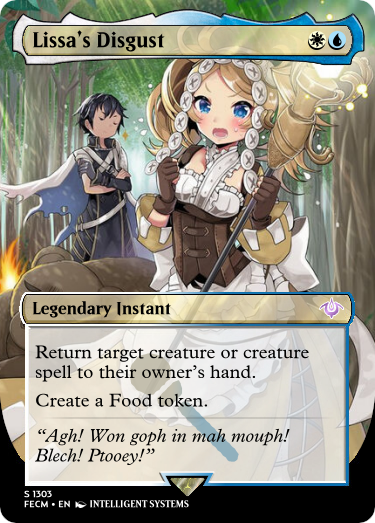 Lissa's Disgust
Legendary Instant
Return target creature or creature
spell to their owner's hand.
Create a Food token.
“Agh! Won goph in mah mouph!
Blech! Ptooey!”
S 1303
FECM • EN INTELLIGENT SYSTEMS